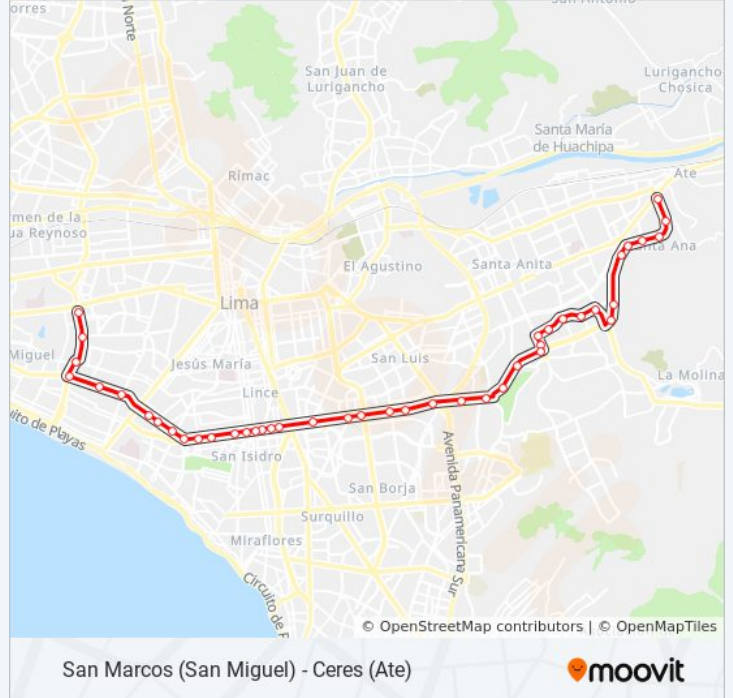 orres
Norte
San Antonio
San Juan de
Lurigancho
Lurigancho
Chosica
Santa María
de Huachipa
Rímac
Ate
rmen de la
ua Reynoso
Santa Ana
El Agustino
Santa Anita
Lima
Miguel
Jesús María
San Luis
La Molina
Lince
uito de Playas
San Isidro
Avenida Panamericana Sur
San Borja
Surquillo
Miraflores
Circuito de P
© OpenStreetMap contributors | © OpenMapTiles
San Marcos (San Miguel) - Ceres (Ate)
moovit